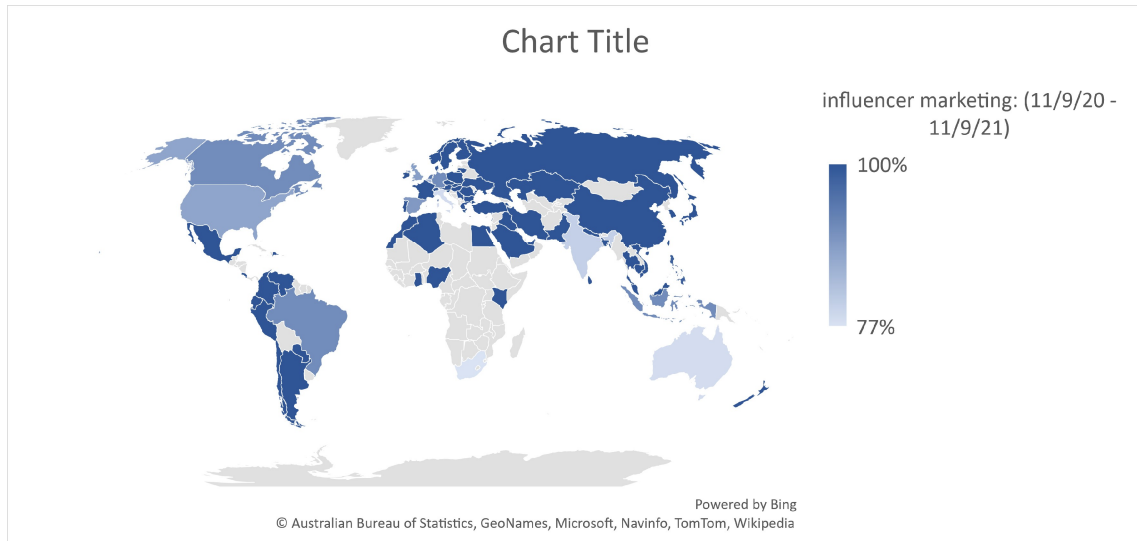 Chart Title
influencer marketing: (11/9/20 -
11/9/21)
100%
77%
Powered by Bing
© Australian Bureau of Statistics, GeoNames, Microsoft, Navinfo, TomTom, Wikipedia